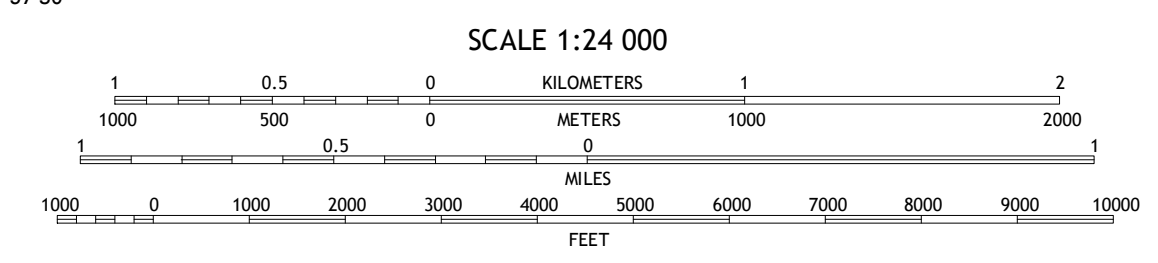 SCALE 1:24 000
1 0.5 0 KILOMETERS 1 2
1000 500 0 METERS 1000 2000
1 0.5 0 1
MILES
1000 0 1000 2000 3000 4000 5000 6000 7000 8000 9000 10000
FEET